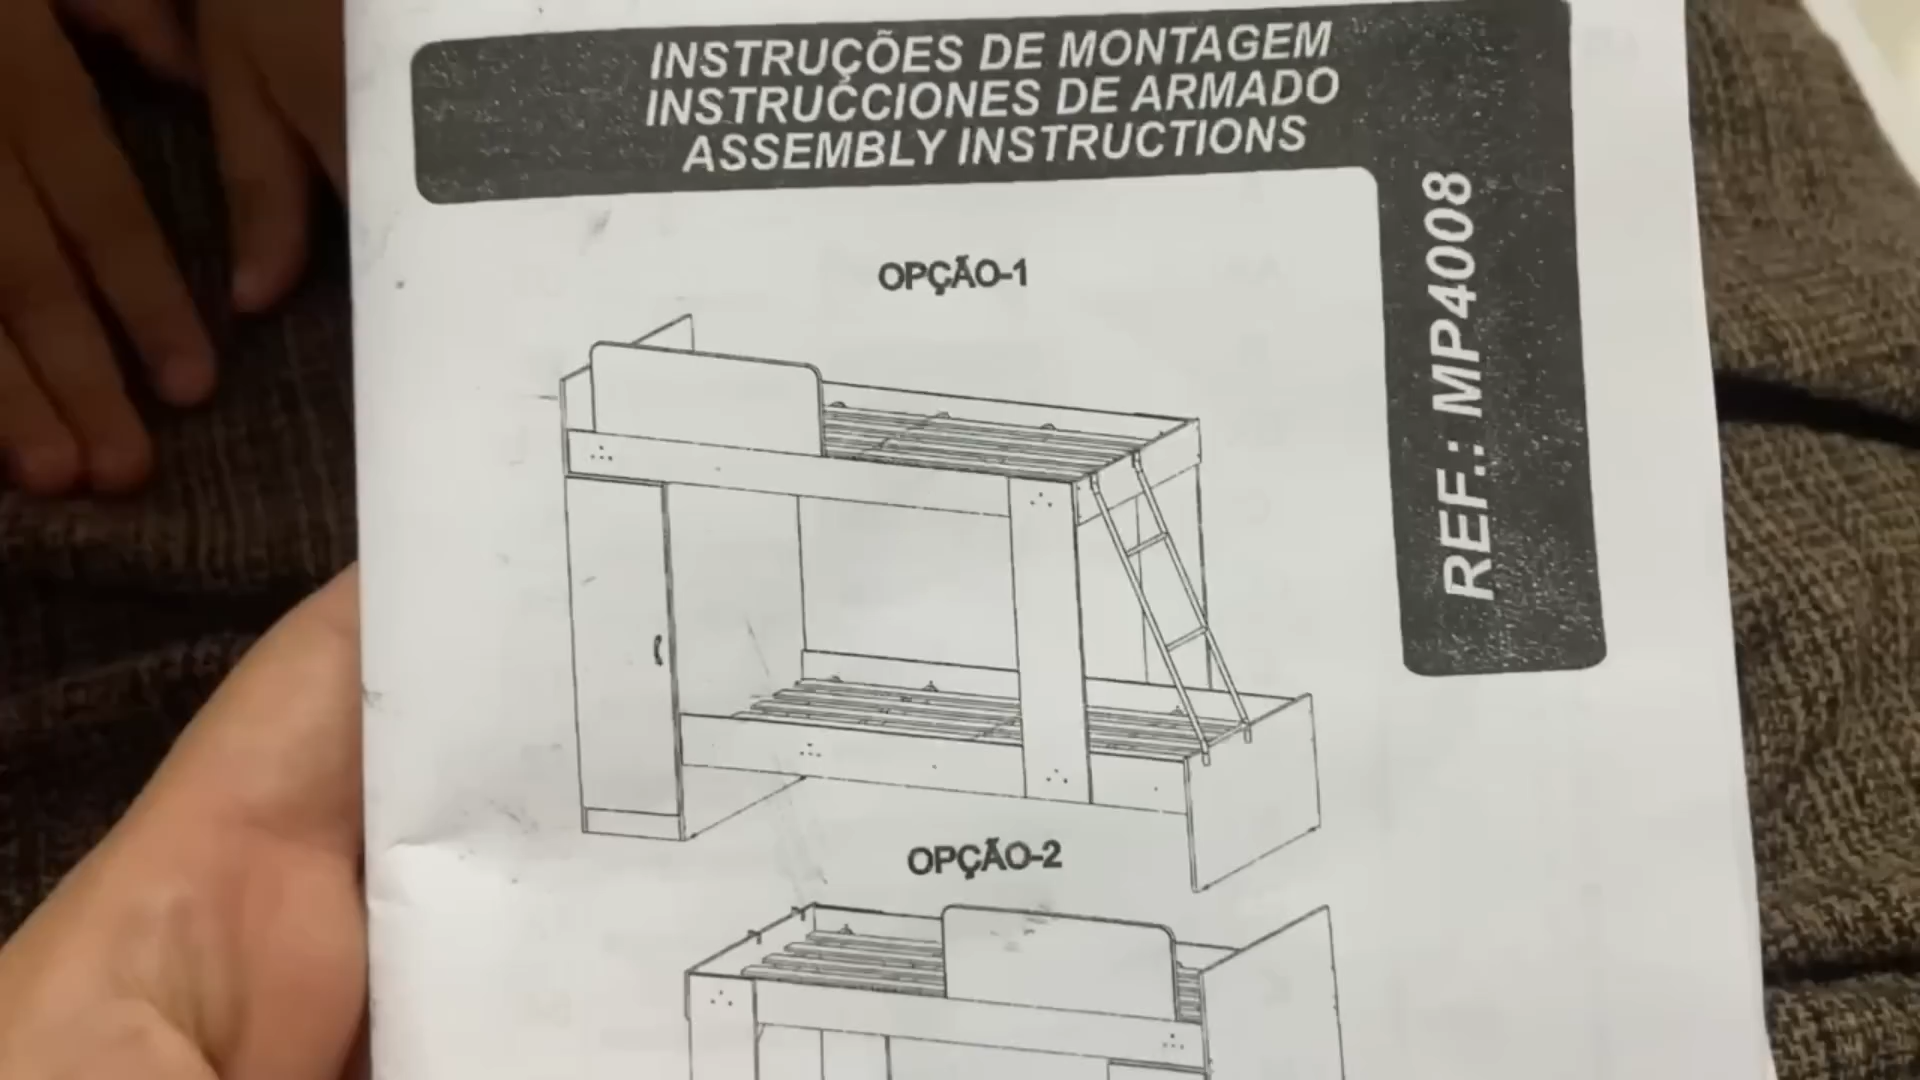 INSTRUÇÕES DE MONTAGEM
INSTRUCCIONES DE ARMADO
ASSEMBLY INSTRUCTIONS
REF.: MP4008
OPÇÃO-1
OPÇÃO-2